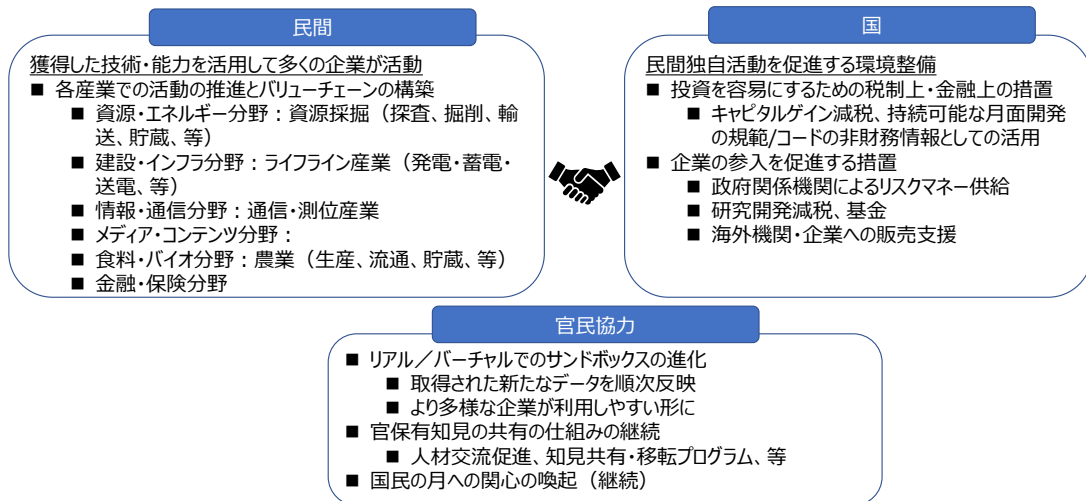 民間
獲得した技術・能力を活用して多くの企業が活動
■ 各産業での活動の推進とバリューチェーンの構築
■ 資源・エネルギー分野：資源採掘（探査、掘削、輸
送、貯蔵、等）
■ 建設・インフラ分野：ライフライン産業（発電・蓄電・
送電、等）
■ 情報・通信分野：通信・測位産業
■ メディア・コンテンツ分野：
■ 食料・バイオ分野：農業（生産、流通、貯蔵、等）
■ 金融・保険分野
国
民間独自活動を促進する環境整備
■ 投資を容易にするための税制上・金融上の措置
■ キャピタルゲイン減税、持続可能な月面開発
の規範/コードの非財務情報としての活用
■ 企業の参入を促進する措置
■ 政府関係機関によるリスクマネー供給
■ 研究開発減税、基金
■ 海外機関・企業への販売支援
官民協力
■ リアル／バーチャルでのサンドボックスの進化
■ 取得された新たなデータを順次反映
■ より多様な企業が利用しやすい形に
■ 官保有知見の共有の仕組みの継続
■ 人材交流促進、知見共有・移転プログラム、等
■ 国民の月への関心の喚起（継続）